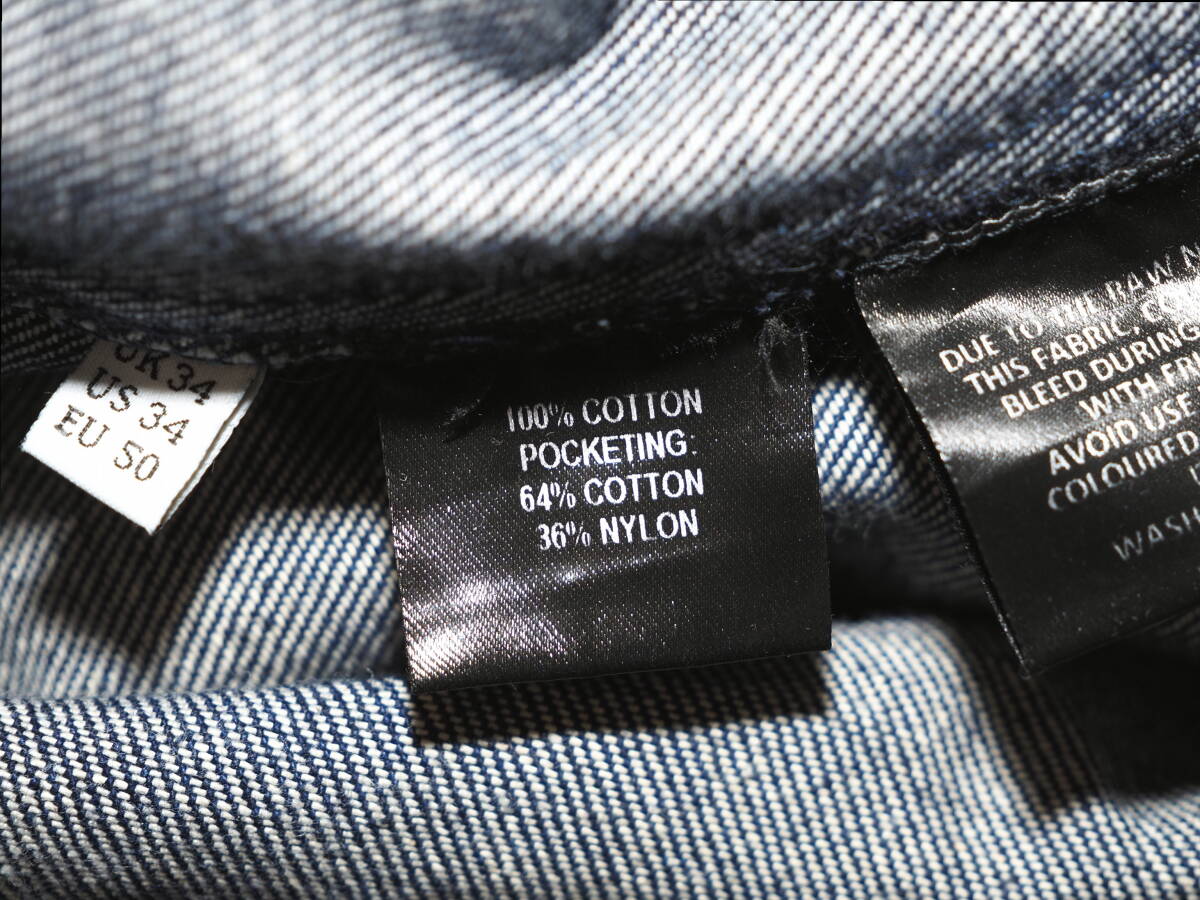 UK 34
US 34
EU 50
100% COTTON
POCKETING:
64% COTTON
36% NYLON
DUE TO THE RAW
THIS FABRIC,
BLEED DURING
WITH
AVOID USE
COLOURED
WASH